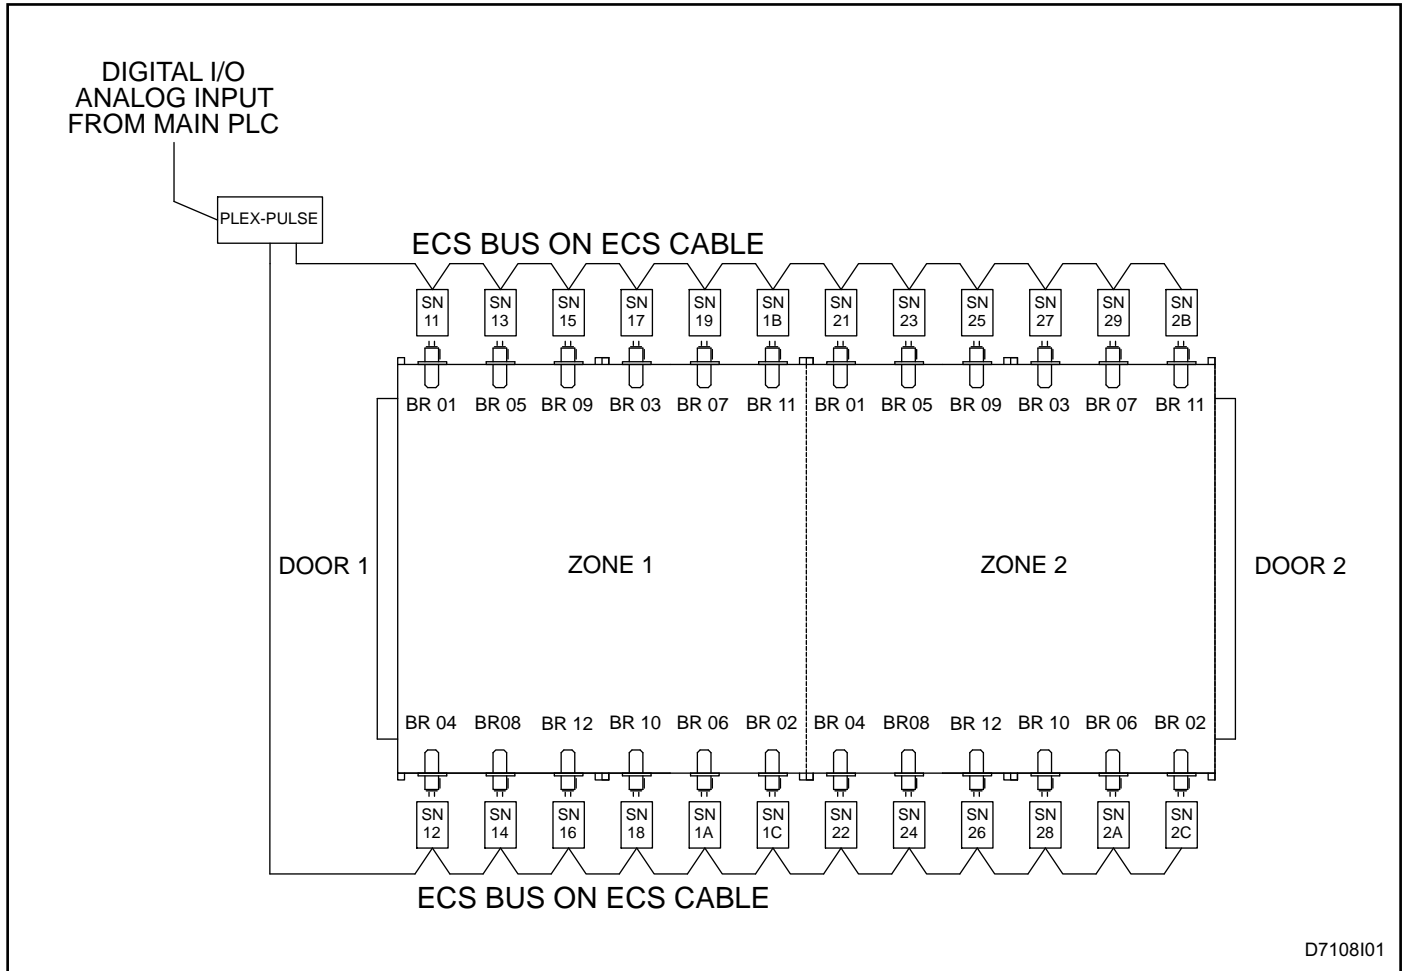 DIGITAL I/O
ANALOG INPUT
FROM MAIN PLC
PLEX-PULSE
ECS BUS ON ECS CABLE
SN 11
SN 13
SN 15
SN 17
SN 19
SN 1B
SN 21
SN 23
SN 25
SN 27
SN 29
SN 2B
BR 01 BR 05 BR 09 BR 03 BR 07 BR 11 BR 01 BR 05 BR 09 BR 03 BR 07 BR 11
DOOR 1 ZONE 1 ZONE 2 DOOR 2
BR 04 BR08 BR 12 BR 10 BR 06 BR 02 BR 04 BR08 BR 12 BR 10 BR 06 BR 02
SN 12
SN 14
SN 16
SN 18
SN 1A
SN 1C
SN 22
SN 24
SN 26
SN 28
SN 2A
SN 2C
ECS BUS ON ECS CABLE
D7108I01